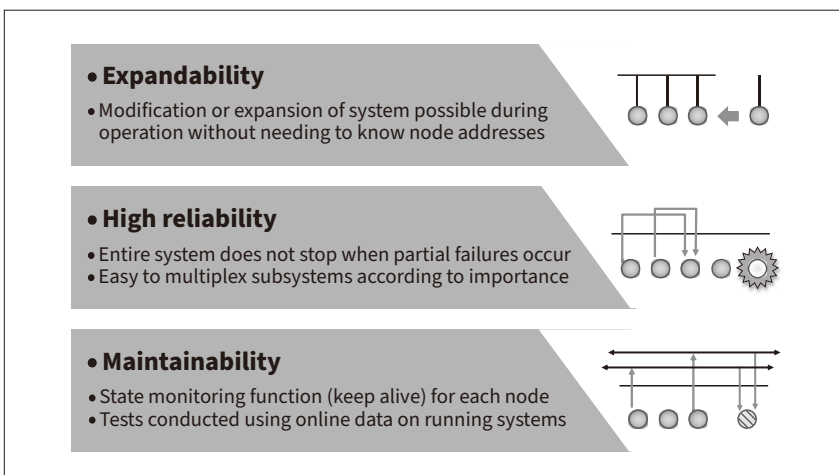 • Expandability
• Modification or expansion of system possible during
operation without needing to know node addresses
• High reliability
• Entire system does not stop when partial failures occur
• Easy to multiplex subsystems according to importance
• Maintainability
• State monitoring function (keep alive) for each node
• Tests conducted using online data on running systems